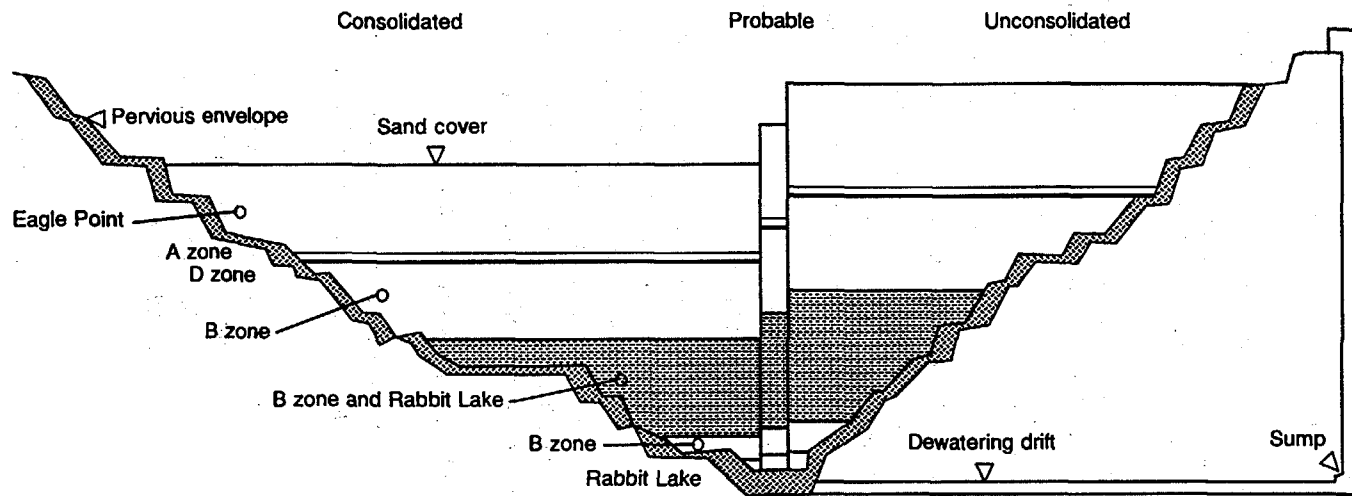 Consolidated
Probable
Unconsolidated
Pervious envelope
Sand cover
Eagle Point
A zone
D zone
B zone
B zone and Rabbit Lake
B zone
Rabbit Lake
Dewatering drift
Sump